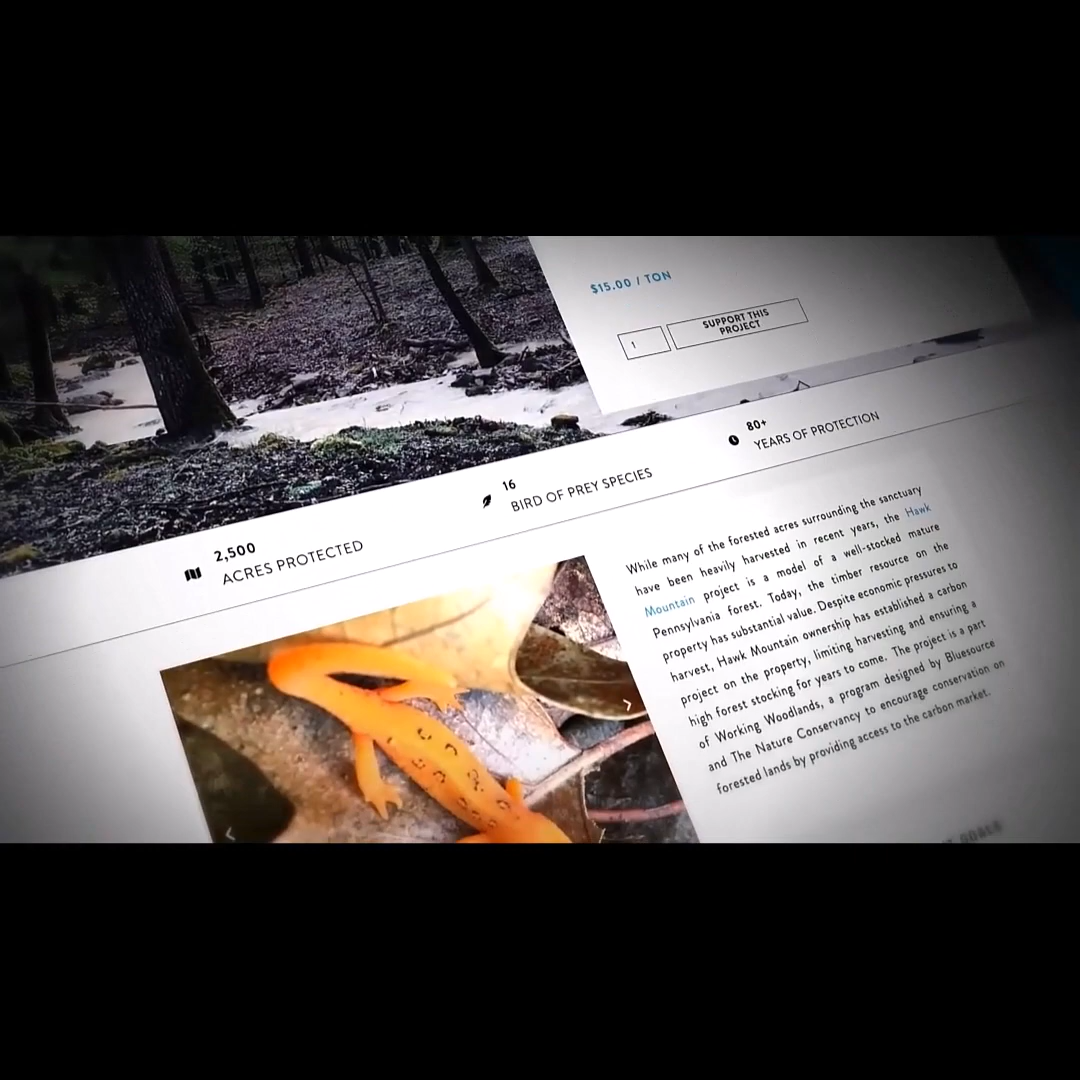 $15.00 / TON
1
SUPPORT THIS
PROJECT
2,500
ACRES PROTECTED
16
BIRD OF PREY SPECIES
80+
YEARS OF PROTECTION
While many of the forested acres surrounding the sanctuary
have been heavily harvested in recent years, the Hawk
Mountain project is a model of a well-stocked mature
Pennsylvania forest. Today, the timber resource on the
property has substantial value. Despite economic pressures to
harvest, Hawk Mountain ownership has established a carbon
project on the property, limiting harvesting and ensuring a
high forest stocking for years to come. The project is a part
of Working Woodlands, a program designed by Bluesource
and The Nature Conservancy to encourage conservation on
forested lands by providing access to the carbon market.
GOALS